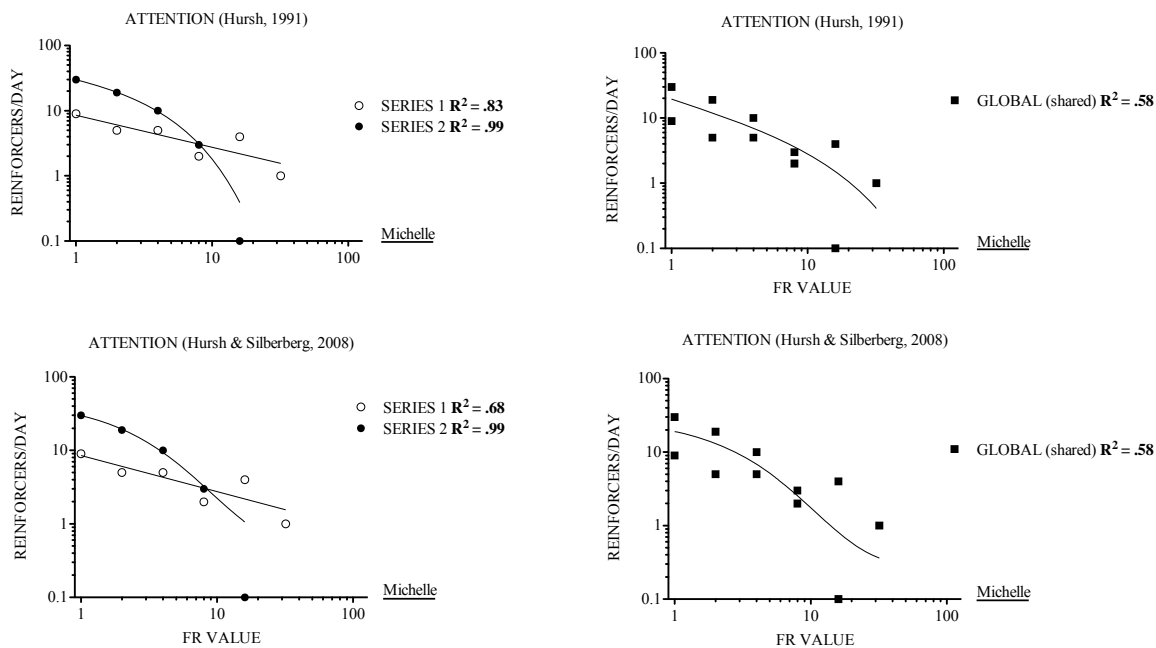 ATTENTION (Hursh, 1991)
REINFORCERS/DAY
100
10
1
0.1
1
10
100
○ SERIES 1 R² = .83
● SERIES 2 R² = .99
Michelle
ATTENTION (Hursh, 1991)
REINFORCERS/DAY
100
10
1
0.1
1
10
100
FR VALUE
■ GLOBAL (shared) R² = .58
Michelle
ATTENTION (Hursh & Silberberg, 2008)
REINFORCERS/DAY
100
10
1
0.1
1
10
100
FR VALUE
○ SERIES 1 R² = .68
● SERIES 2 R² = .99
Michelle
ATTENTION (Hursh & Silberberg, 2008)
REINFORCERS/DAY
100
10
1
0.1
1
10
100
FR VALUE
■ GLOBAL (shared) R² = .58
Michelle